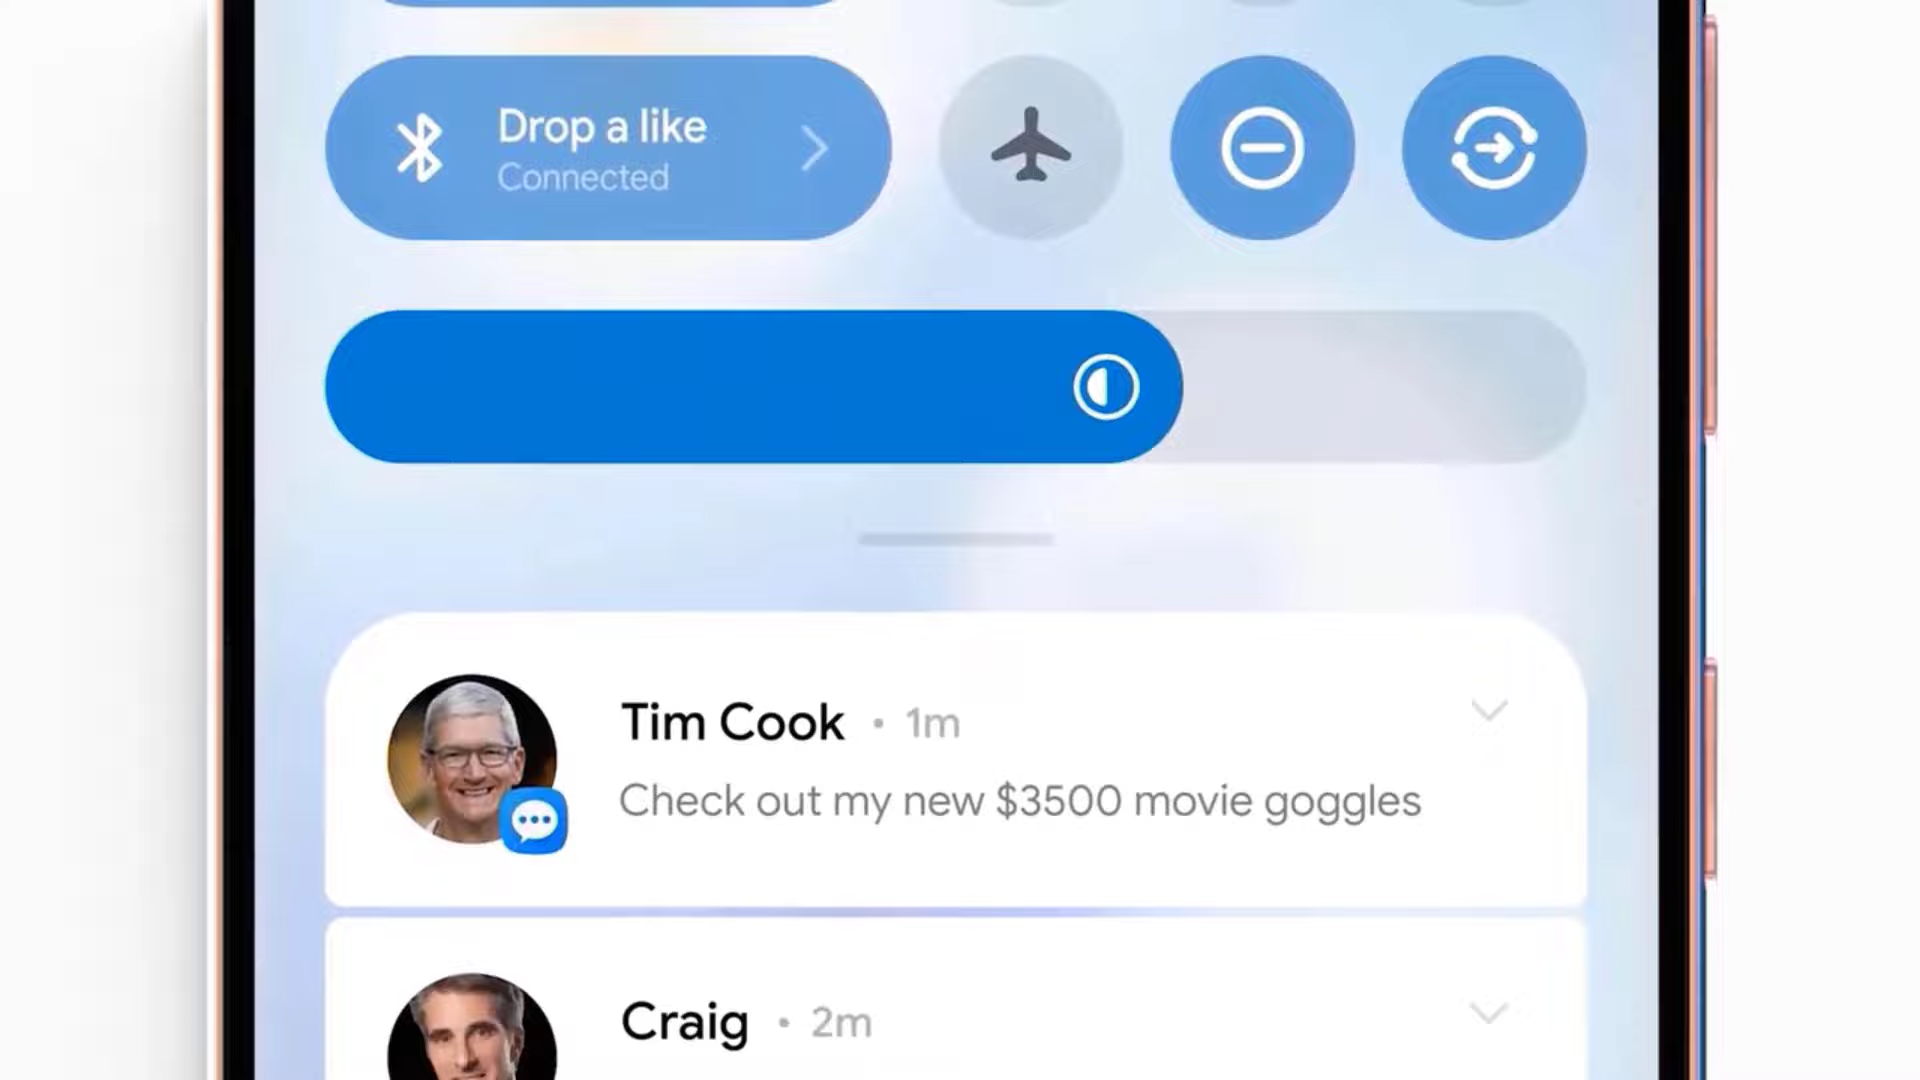 Drop a like
Connected
Tim Cook • 1m
Check out my new $3500 movie goggles
Craig • 2m